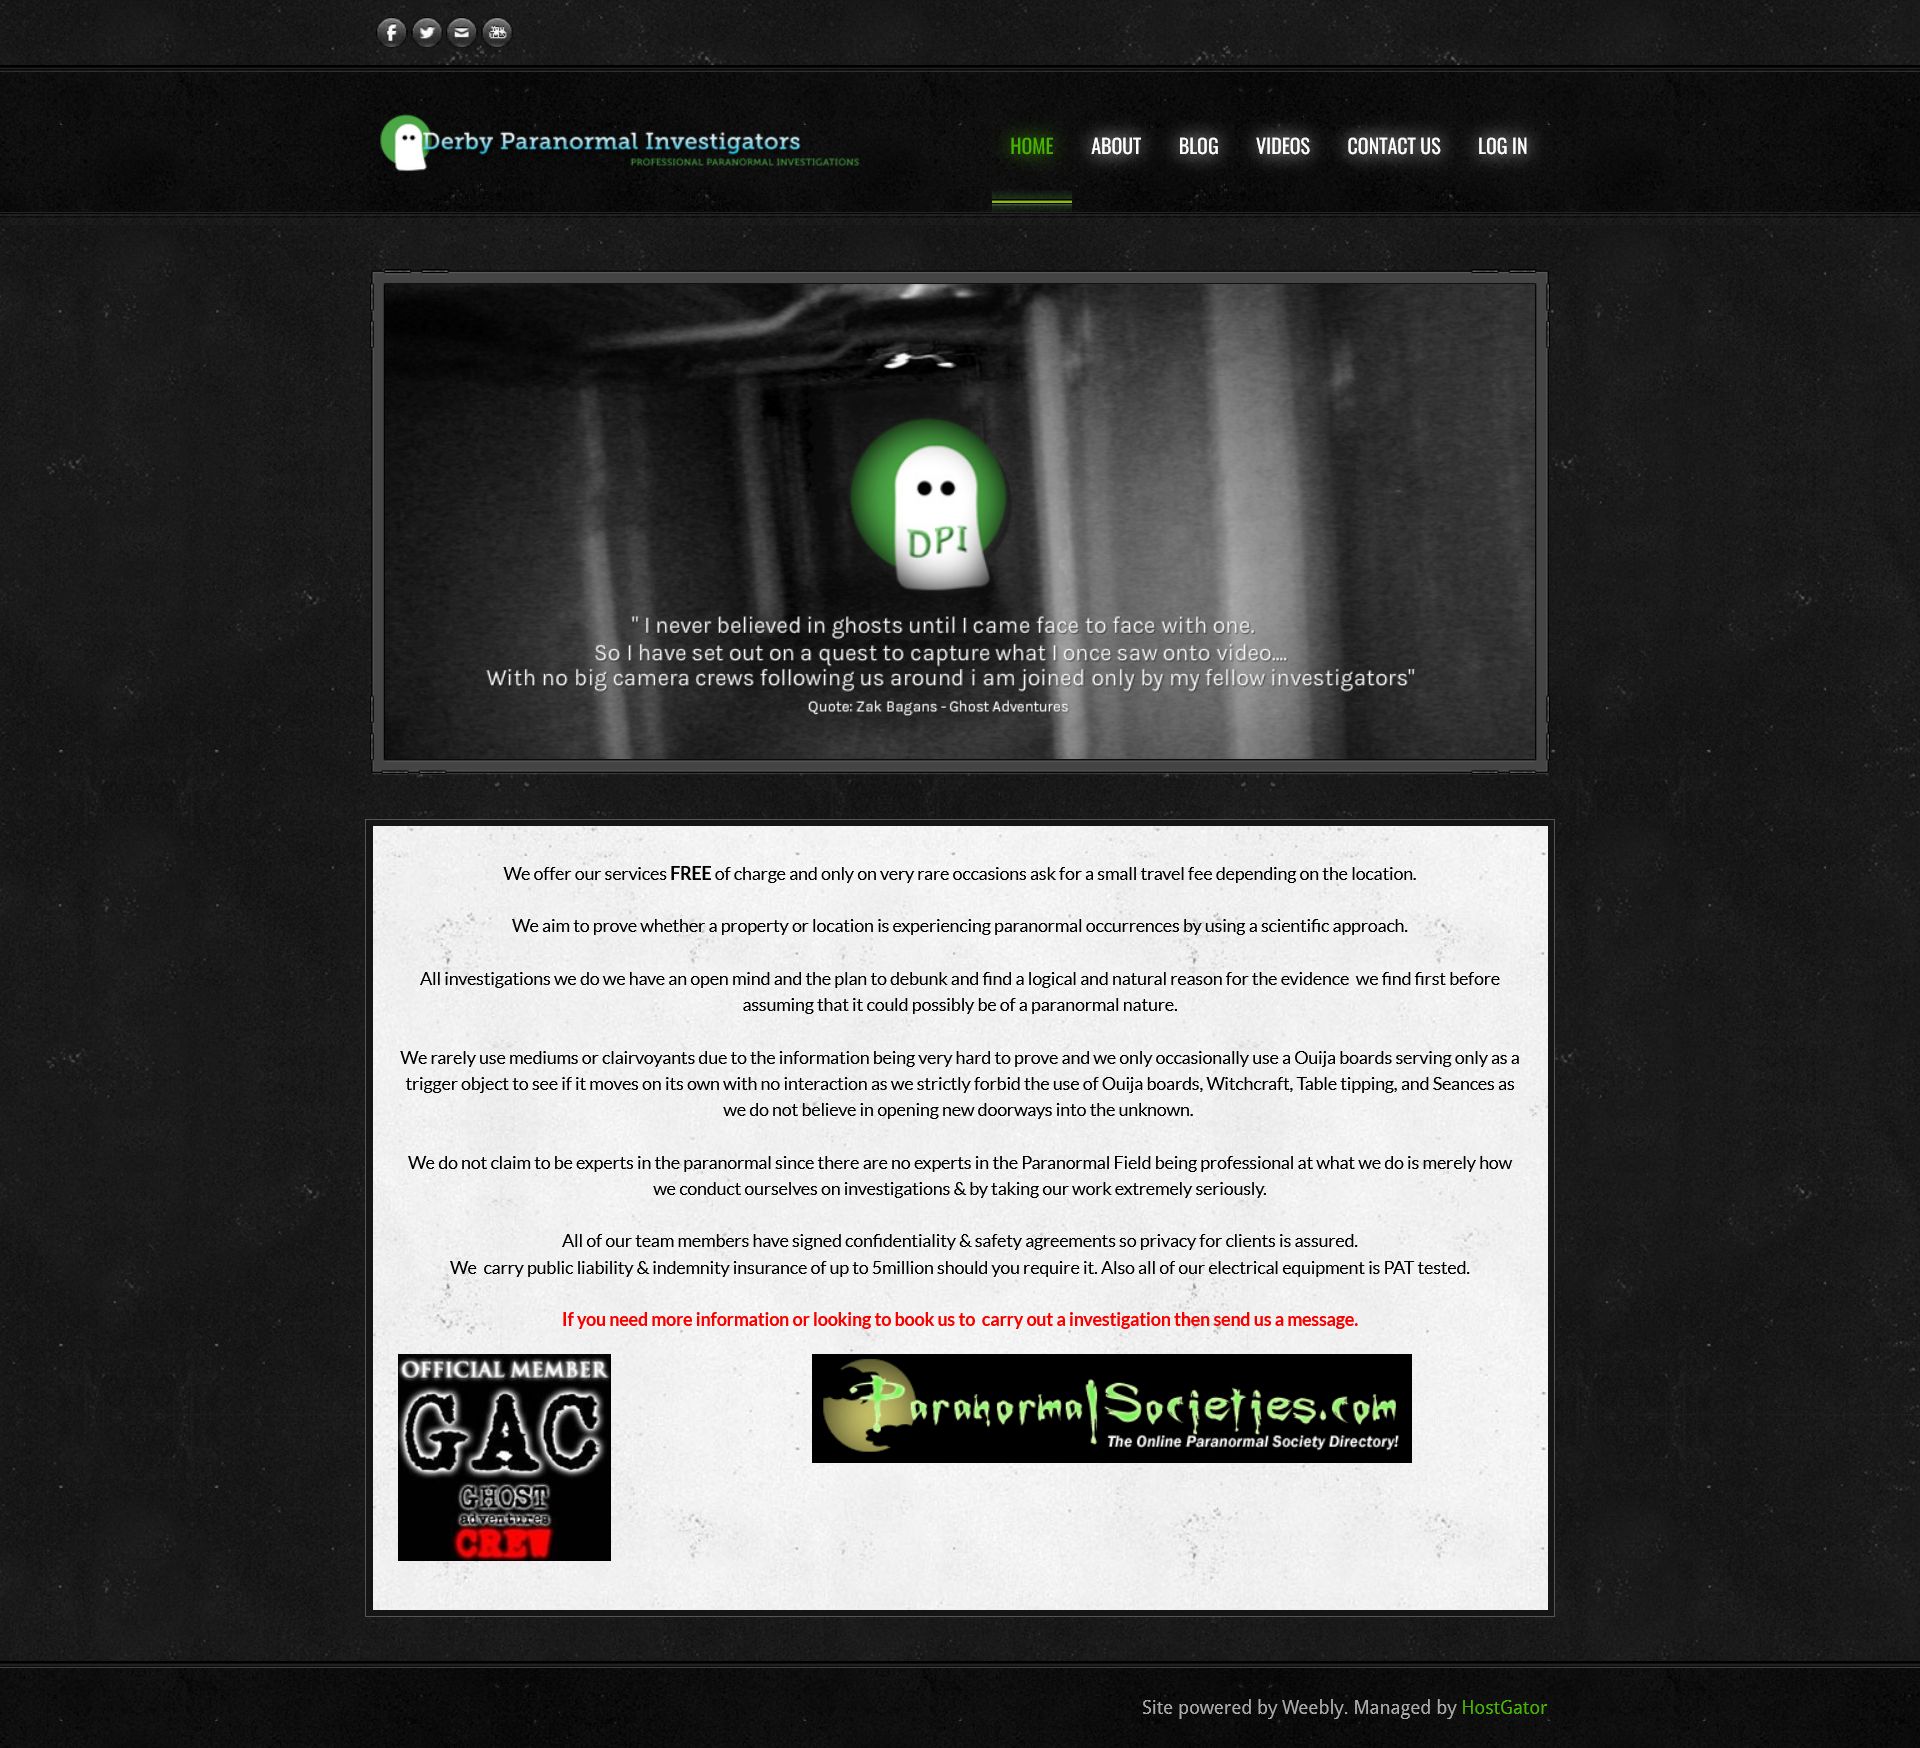 Derby Paranormal Investigators
PROFESSIONAL PARANORMAL INVESTIGATIONS
HOME ABOUT BLOG VIDEOS CONTACT US LOG IN
DPI
" I never believed in ghosts until I came face to face with one.
So I have set out on a quest to capture what I once saw onto video....
With no big camera crews following us around i am joined only by my fellow investigators"
Quote: Zak Bagans - Ghost Adventures
We offer our services FREE of charge and only on very rare occasions ask for a small travel fee depending on the location.
We aim to prove whether a property or location is experiencing paranormal occurrences by using a scientific approach.
All investigations we do we have an open mind and the plan to debunk and find a logical and natural reason for the evidence  we find first before
assuming that it could possibly be of a paranormal nature.
We rarely use mediums or clairvoyants due to the information being very hard to prove and we only occasionally use a Ouija boards serving only as a
trigger object to see if it moves on its own with no interaction as we strictly forbid the use of Ouija boards, Witchcraft, Table tipping, and Seances as
we do not believe in opening new doorways into the unknown.
We do not claim to be experts in the paranormal since there are no experts in the Paranormal Field being professional at what we do is merely how
we conduct ourselves on investigations & by taking our work extremely seriously.
All of our team members have signed confidentiality & safety agreements so privacy for clients is assured.
We  carry public liability & indemnity insurance of up to 5million should you require it. Also all of our electrical equipment is PAT tested.
If you need more information or looking to book us to  carry out a investigation then send us a message.
OFFICIAL MEMBER
GAC
GHOST
adventures
CREW
ParanormalSocieties.com
The Online Paranormal Society Directory!
Site powered by Weebly. Managed by HostGator